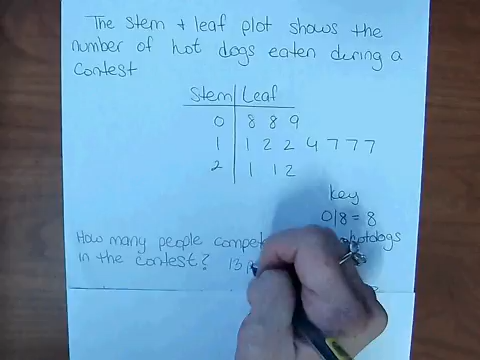 The stem + leaf plot shows the
number of hot dogs eaten during a
contest
Stem Leaf
0 8 8 9
1 1 2 2 4 7 7 7
2 1 1 2
key
0|8 = 8
How many people hotdogs
in the contest? 13